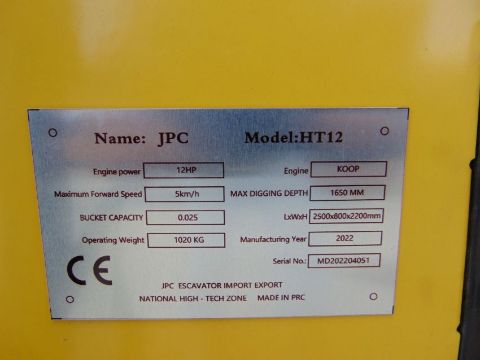 Name: JPC Model:HT12
Engine power 12HP Engine KOOP
Maximum Forward Speed 5km/h MAX DIGGING DEPTH 1650 MM
BUCKET CAPACITY 0.025 LxWxH 2500x800x2200mm
Operating Weight 1020 KG Manufacturing Year 2022
Serial No.: MD202204051
CE
JPC ESCAVATOR IMPORT EXPORT
NATIONAL HIGH - TECH ZONE MADE IN PRC